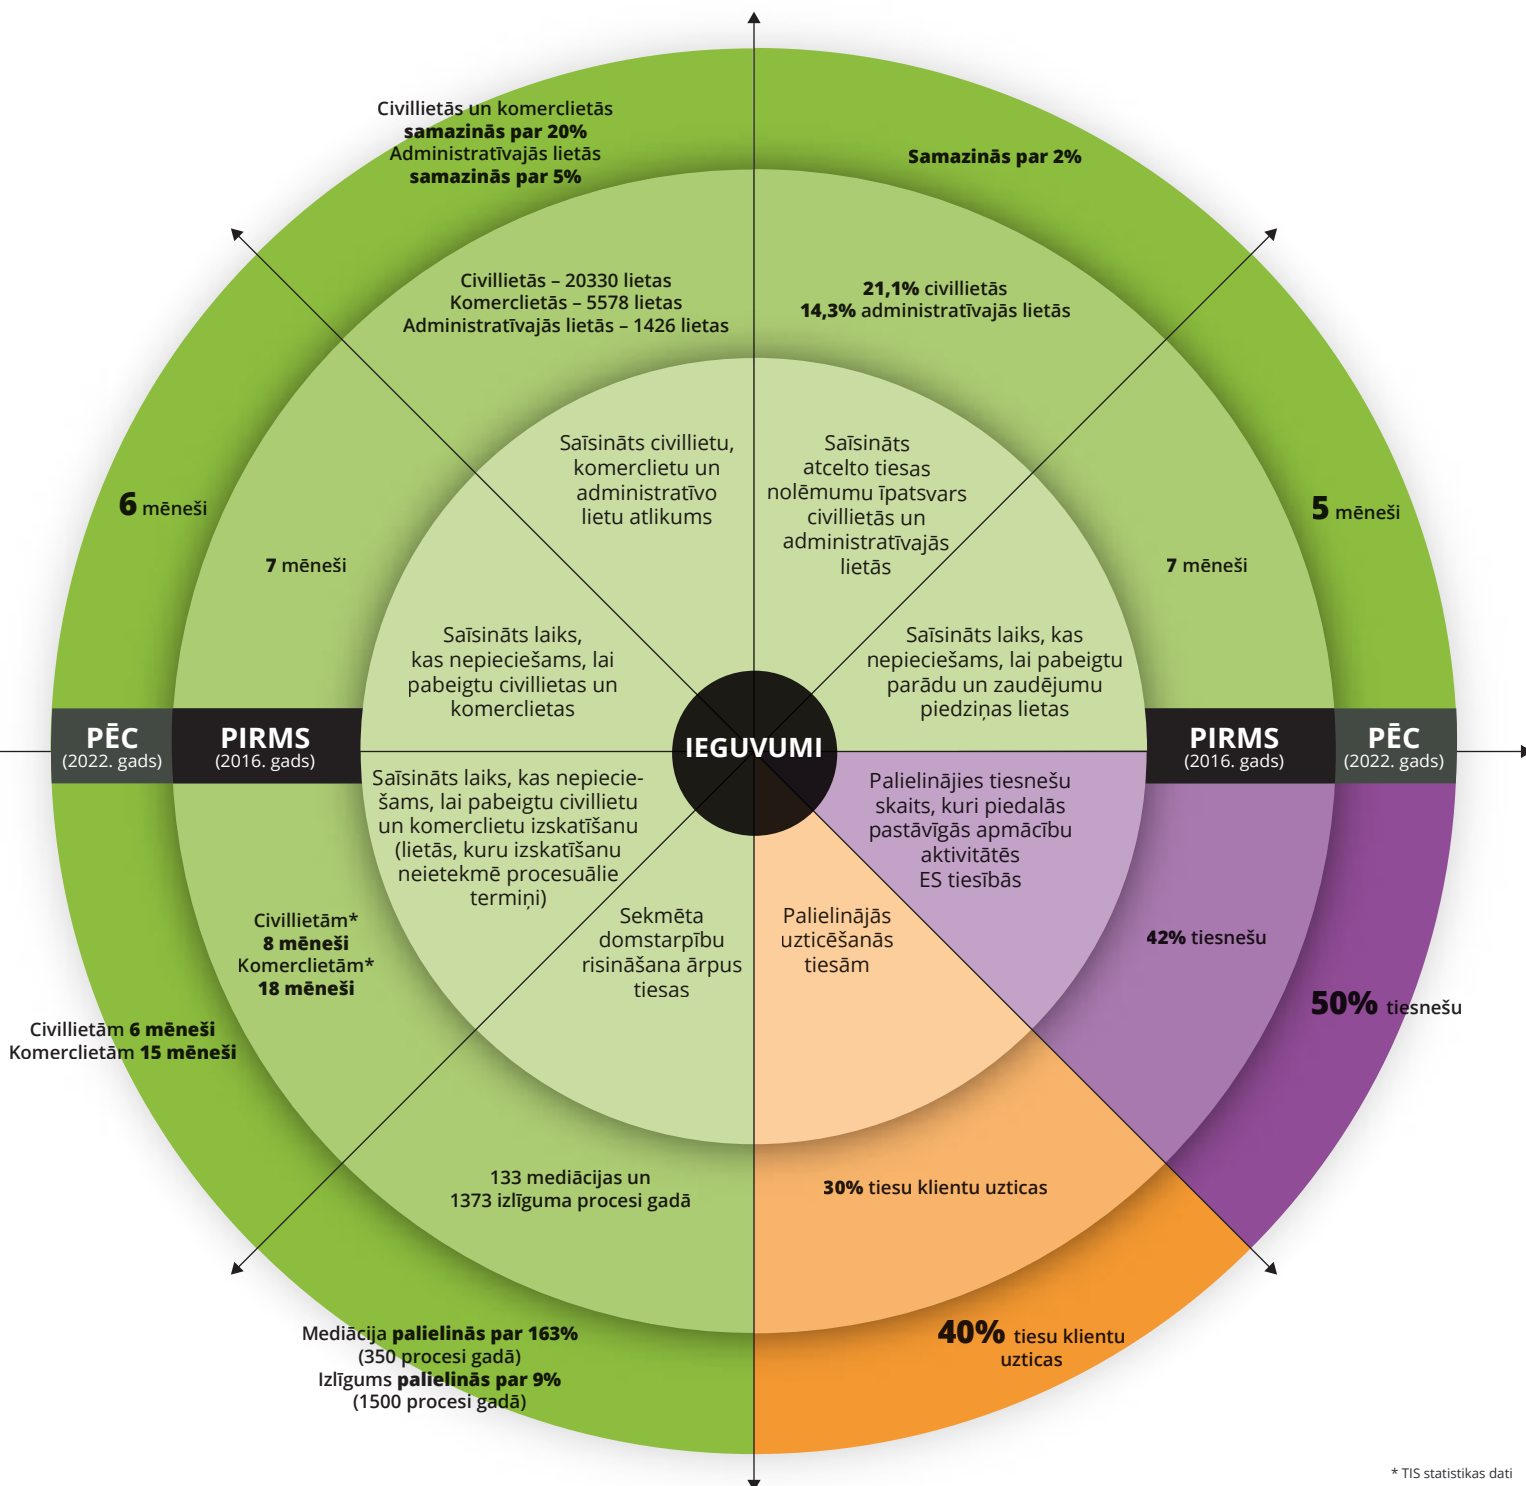 Civillietās un komerclietās
samazinās par 20%
Administratīvajās lietās
samazinās par 5%
Samazinās par 2%
Civillietās – 20330 lietas
Komerclietās – 5578 lietas
Administratīvajās lietās – 1426 lietas
21,1% civillietās
14,3% administratīvajās lietās
Saīsināts civillietu,
komerclietu un
administratīvo
lietu atlikums
Saīsināts
atcelto tiesas
nolēmumu īpatsvars
civillietās un
administratīvajās
lietās
6 mēneši
7 mēneši
Saīsināts laiks,
kas nepieciešams, lai
pabeigtu civillietas un
komerclietas
Saīsināts laiks, kas
nepieciešams, lai pabeigtu
parādu un zaudējumu
piedziņas lietas
7 mēneši
5 mēneši
PĒC
(2022. gads)
PIRMS
(2016. gads)
IEGUVUMI
PIRMS
(2016. gads)
PĒC
(2022. gads)
Saīsināts laiks, kas nepiecie-
šams, lai pabeigtu civillietu
un komerclietu izskatīšanu
(lietās, kuru izskatīšanu
neietekmē procesuālie
termiņi)
Palielinājies tiesnešu
skaits, kuri piedalās
pastāvīgās apmācību
aktivitātēs
ES tiesībās
Civillietām*
8 mēneši
Komerclietām*
18 mēneši
Sekmēta
domstarpību
risināšana ārpus
tiesas
Palielinājās
uzticēšanās
tiesām
42% tiesnešu
50% tiesnešu
Civillietām 6 mēneši
Komerclietām 15 mēneši
133 mediācijas un
1373 izlīguma procesi gadā
30% tiesu klientu uzticas
Mediācija palielinās par 163%
(350 procesi gadā)
Izlīgums palielinās par 9%
(1500 procesi gadā)
40% tiesu klientu
uzticas
* TIS statistikas dati